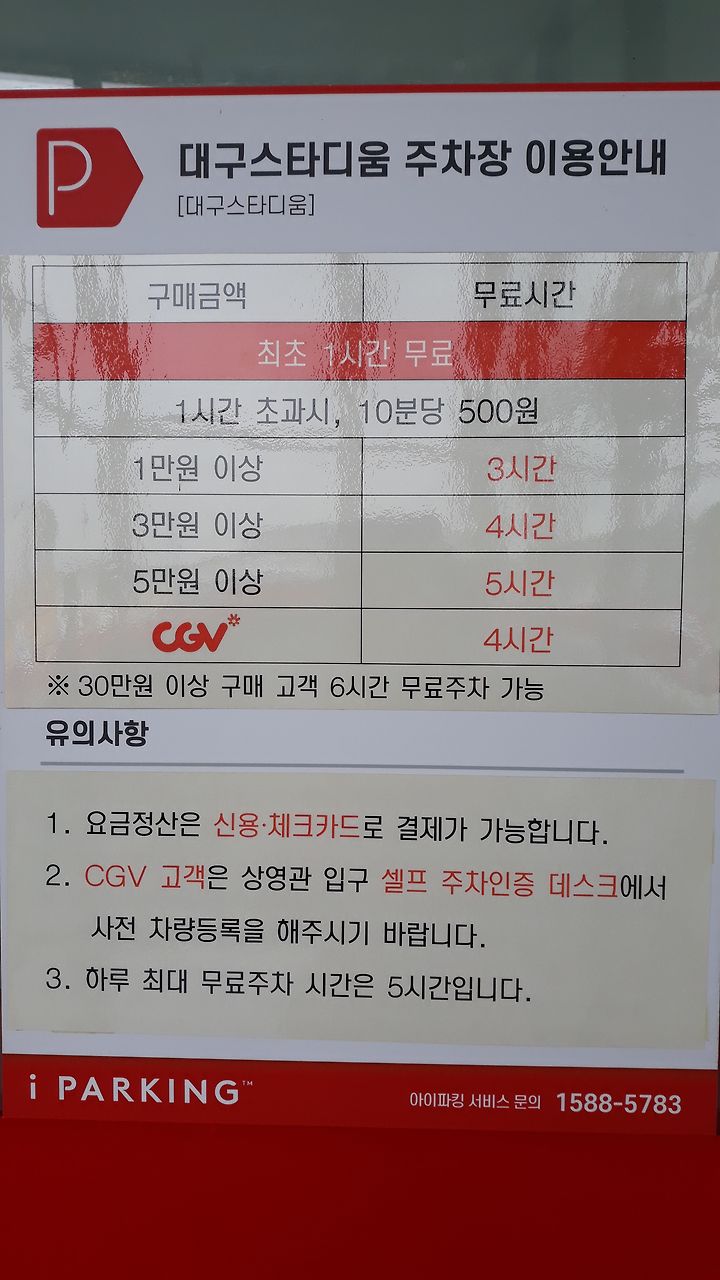 P
대구스타디움 주차장 이용안내
[대구스타디움]
구매금액 무료시간
최초 1시간 무료
1시간 초과시, 10분당 500원
1만원 이상 3시간
3만원 이상 4시간
5만원 이상 5시간
CGV 4시간
※ 30만원 이상 구매 고객 6시간 무료주차 가능
유의사항
1. 요금정산은 신용·체크카드로 결제가 가능합니다.
2. CGV 고객은 상영관 입구 셀프 주차인증 데스크에서
사전 차량등록을 해주시기 바랍니다.
3. 하루 최대 무료주차 시간은 5시간입니다.
i PARKING™ 아이파킹 서비스 문의 1588-5783